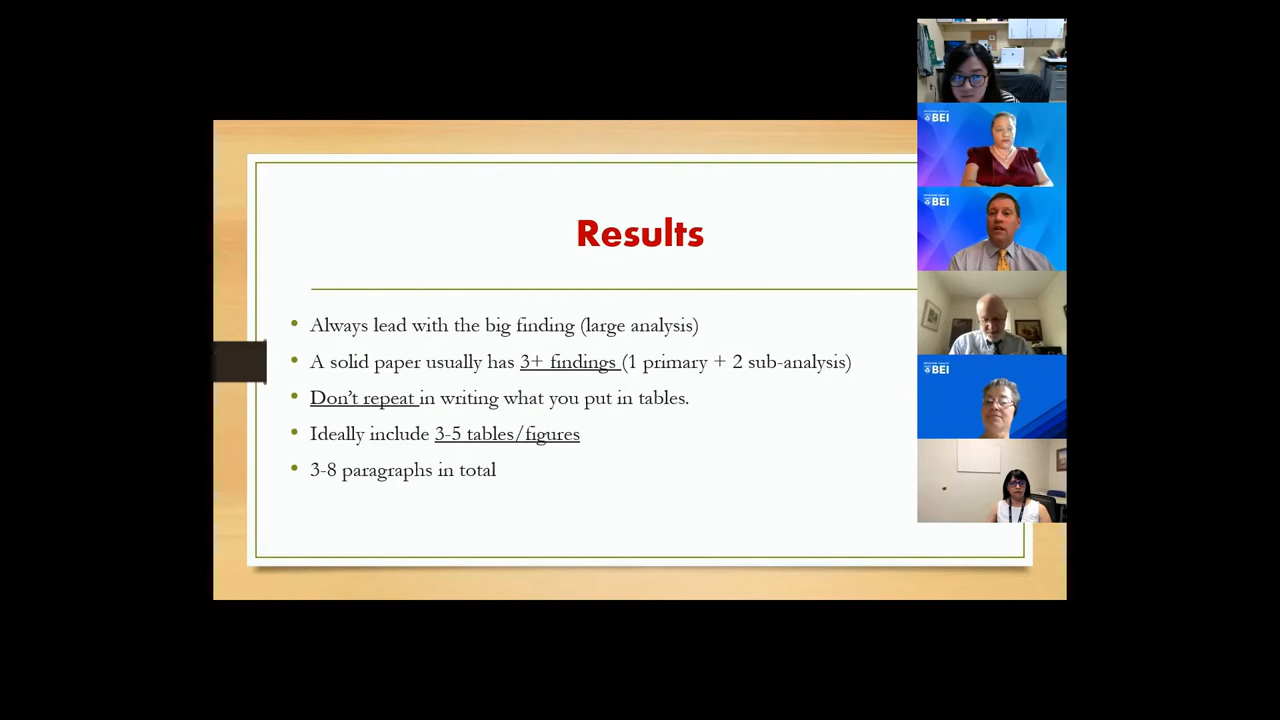 Results
• Always lead with the big finding (large analysis)
• A solid paper usually has 3+ findings (1 primary + 2 sub-analysis)
• Don’t repeat in writing what you put in tables.
• Ideally include 3-5 tables/figures
• 3-8 paragraphs in total
BEI
BEI
BEI